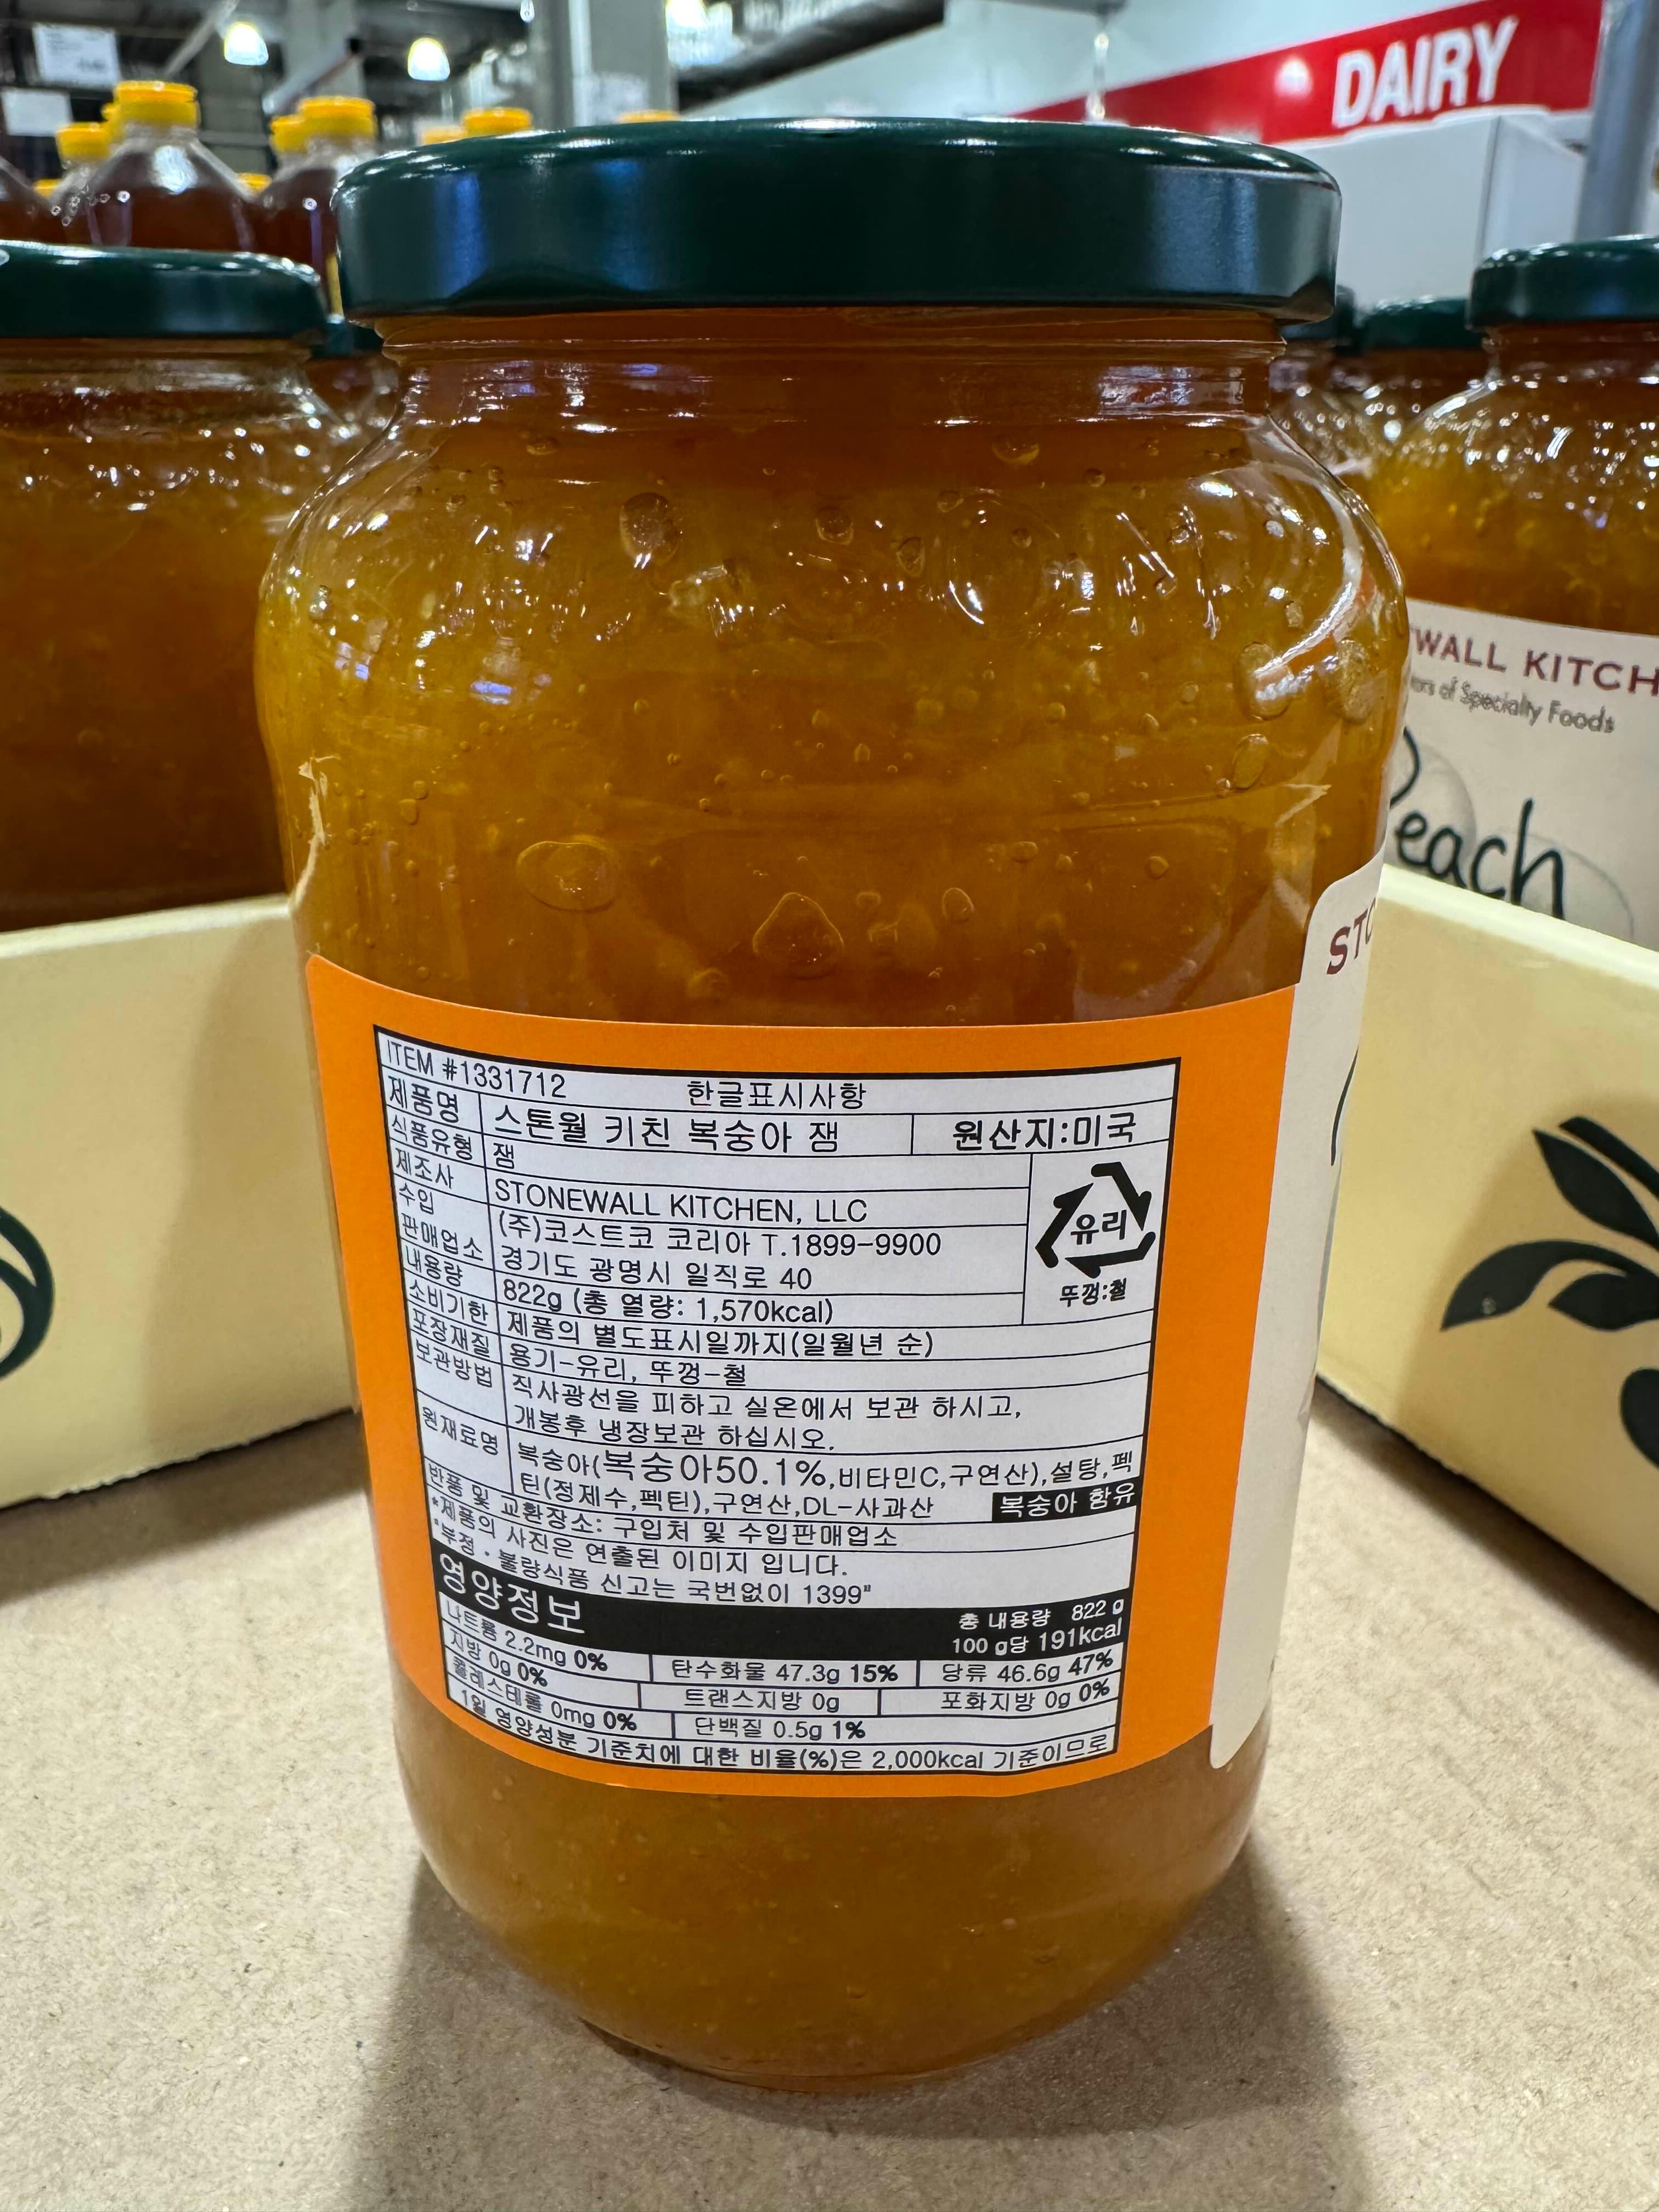 DAIRY
WALL KITCH
of Specialty Foods
Peach
STO
ITEM #1331712 한글표시사항
제품명 스톤월 키친 복숭아 잼 원산지:미국
식품유형 잼
제조사 STONEWALL KITCHEN, LLC
수입 (주)코스트코 코리아 T.1899-9900
판매업소 경기도 광명시 일직로 40
유리
뚜껑:철
내용량 822g (총 열량: 1,570kcal)
소비기한 제품의 별도표시일까지(일월년 순)
포장재질 용기-유리, 뚜껑-철
보관방법 직사광선을 피하고 실온에서 보관 하시고,
개봉후 냉장보관 하십시오.
원재료명 복숭아(복숭아50.1%,비타민C,구연산),설탕,펙
틴(정제수,펙틴),구연산,DL-사과산 복숭아 함유
반품 및 교환장소: 구입처 및 수입판매업소
*제품의 사진은 연출된 이미지 입니다.
"부정·불량식품 신고는 국번없이 1399"
영양정보 총 내용량 822 g
100 g당 191kcal
나트륨 2.2mg 0% 탄수화물 47.3g 15% 당류 46.6g 47%
지방 0g 0% 트랜스지방 0g 포화지방 0g 0%
콜레스테롤 0mg 0% 단백질 0.5g 1%
1일 영양성분 기준치에 대한 비율(%)은 2,000kcal 기준이므로